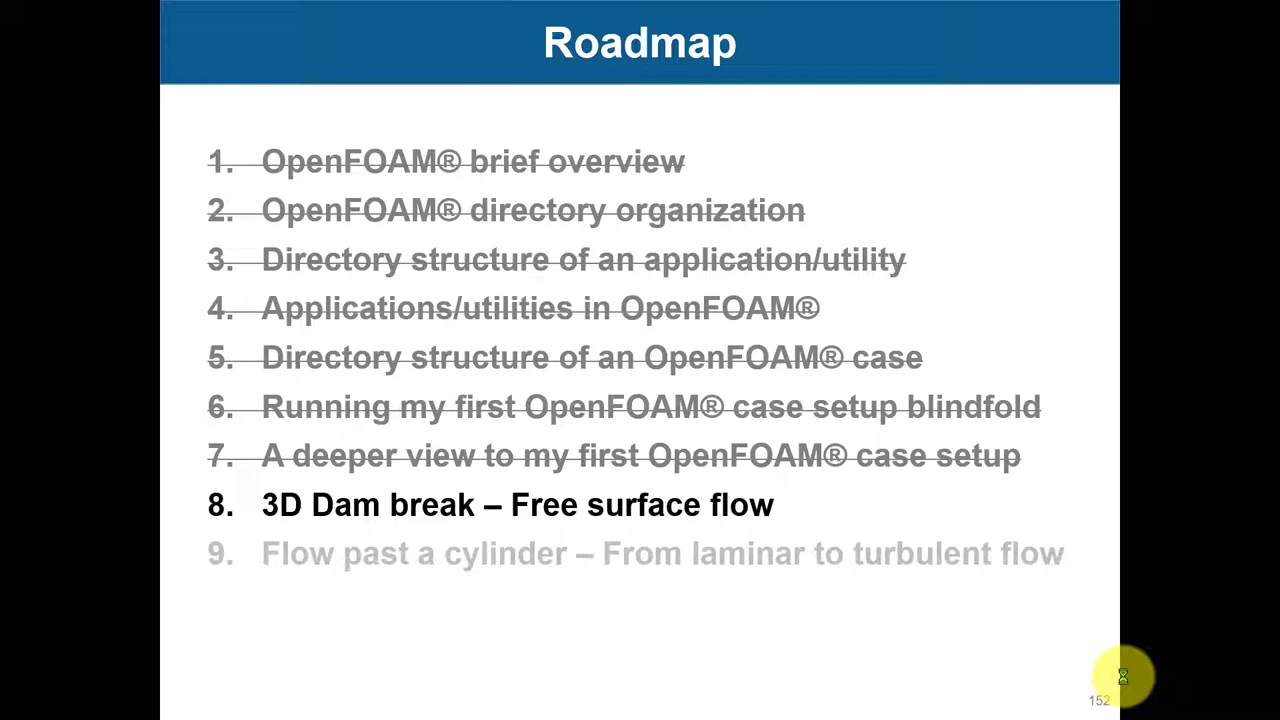 Roadmap
1. OpenFOAM® brief overview
2. OpenFOAM® directory organization
3. Directory structure of an application/utility
4. Applications/utilities in OpenFOAM®
5. Directory structure of an OpenFOAM® case
6. Running my first OpenFOAM® case setup blindfold
7. A deeper view to my first OpenFOAM® case setup
8. 3D Dam break – Free surface flow
9. Flow past a cylinder – From laminar to turbulent flow
152